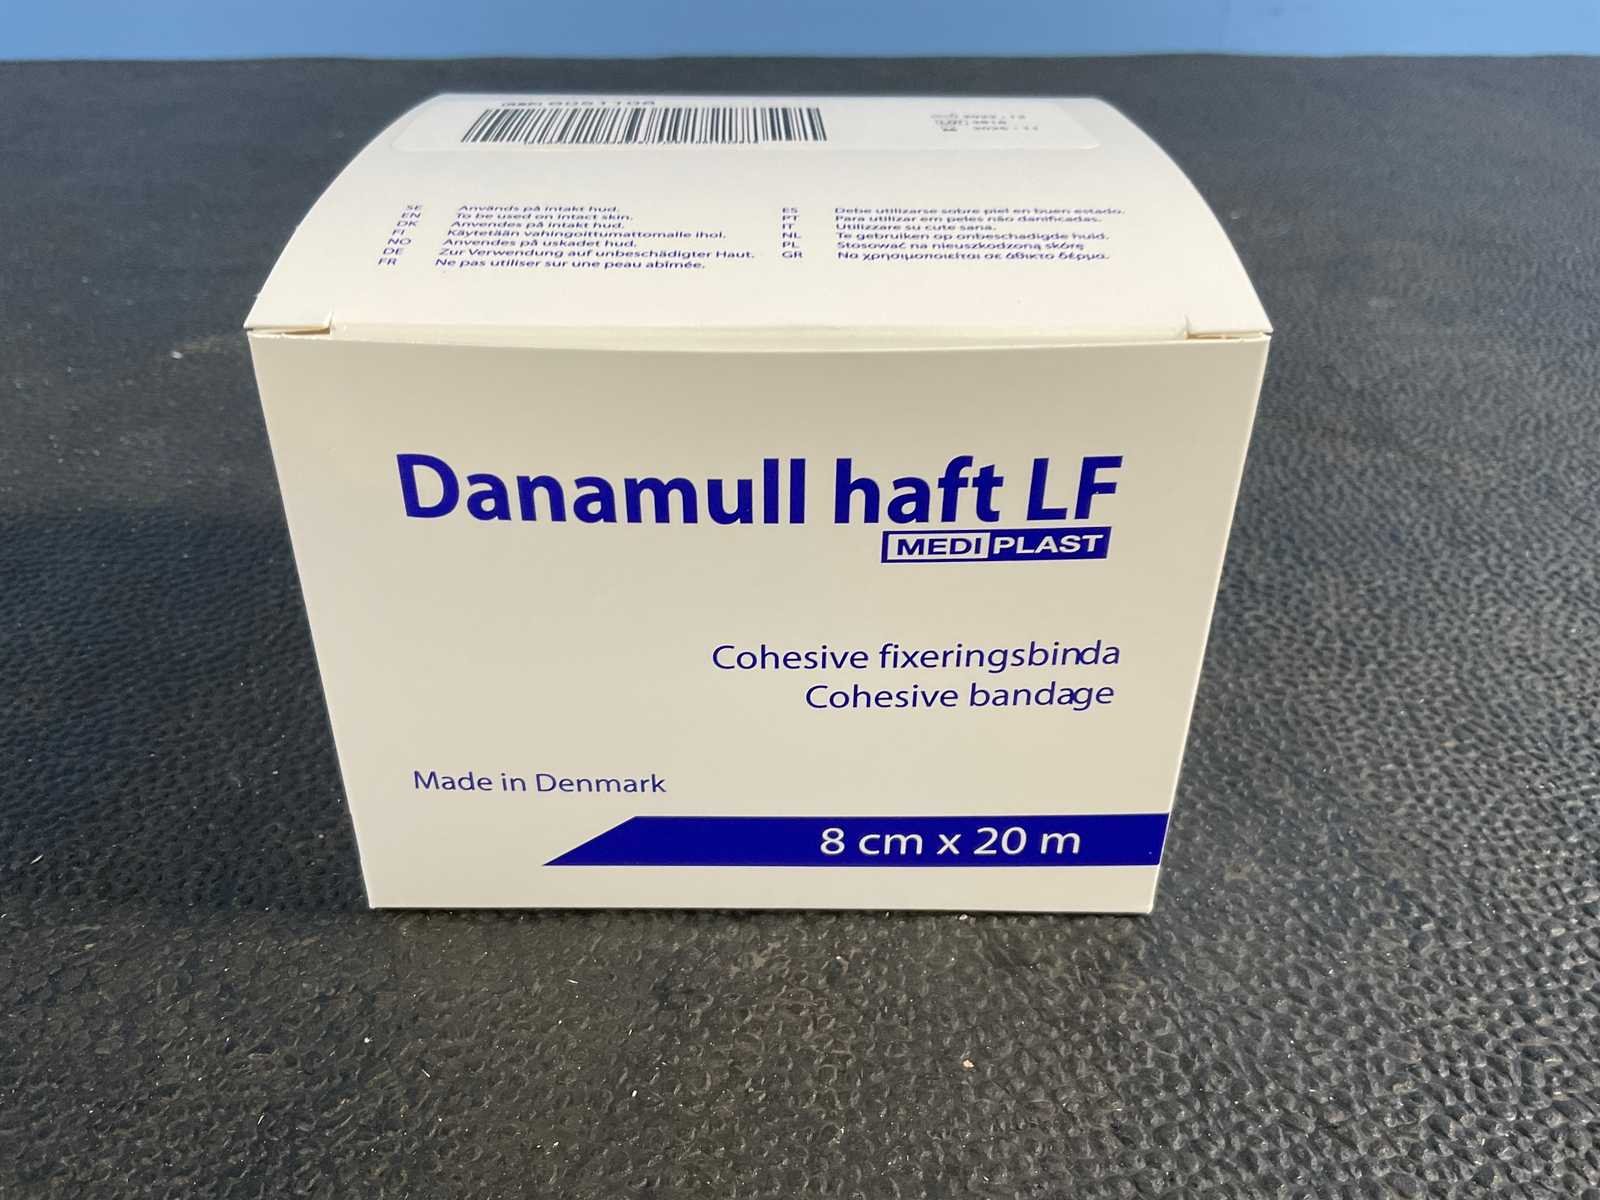 SE Används på intakt hud.
EN To be used on intact skin.
DK Anvendes på intakt hud.
FI Käytetään vahingoittumattomalle ihol.
NO Anvendes på uskadet hud.
DE Zur Verwendung auf unbeschädigter Haut.
FR Ne pas utiliser sur une peau abîmée.
ES Debe utilizarse sobre piel en buen estado.
PT Para utilizar em peles não danificadas.
IT Utilizzare su cute sana.
NL Te gebruiken op onbeschadigde huid.
PL Stosować na nieuszkodzoną skórę
GR Να χρησιμοποιείται σε άθικτο δέρμα.
Danamull haft LF
MEDIPLAST
Cohesive fixeringsbinda
Cohesive bandage
Made in Denmark
8 cm x 20 m